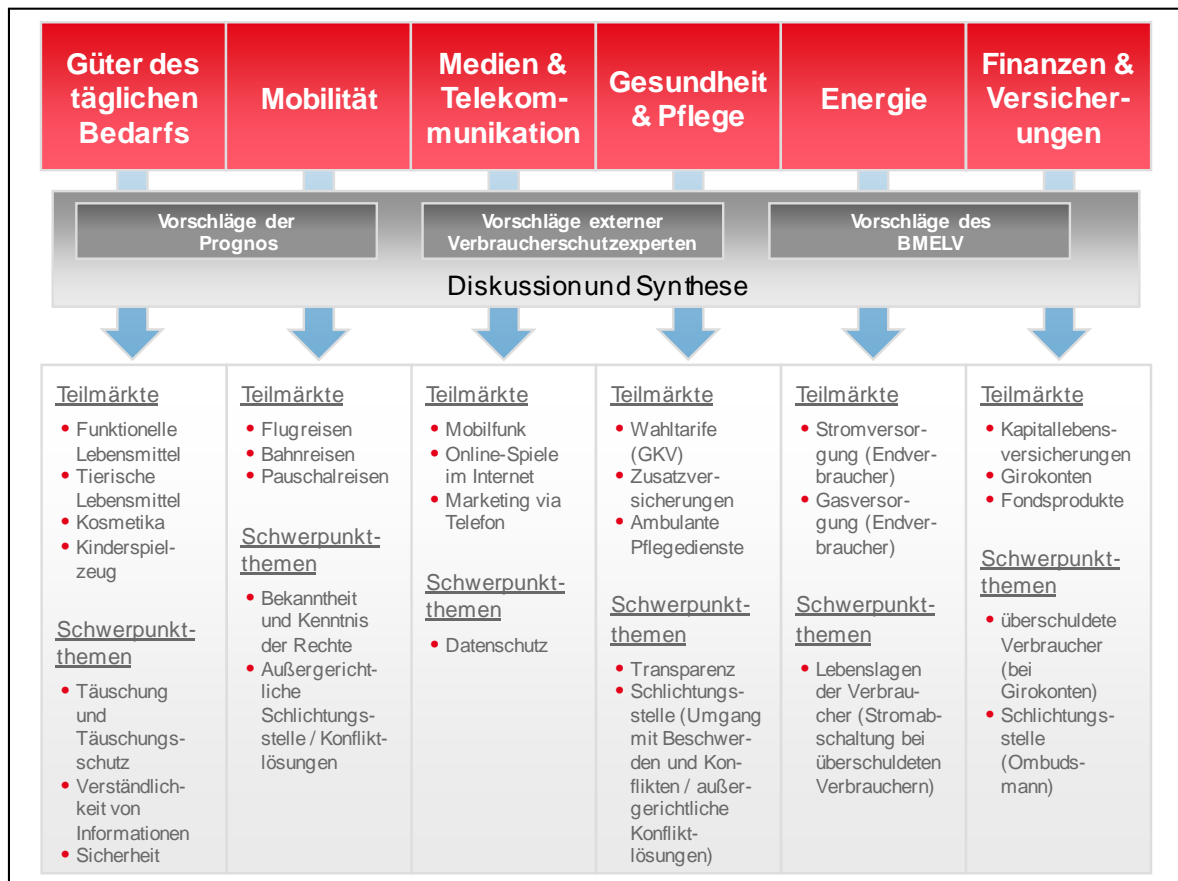 Güter des
täglichen
Bedarfs
Mobilität
Medien &
Telekom-
munikation
Gesundheit
& Pflege
Energie
Finanzen &
Versicher-
ungen
Vorschläge der
Prognos
Vorschläge externer
Verbraucherschutzexperten
Vorschläge des
BMELV
Diskussion und Synthese
Teilmärkte
• Funktionelle
Lebensmittel
• Tierische
Lebensmittel
• Kosmetika
• Kinderspiel-
zeug
Schwerpunkt-
themen
• Täuschung
und
Täuschungs-
schutz
• Verständlich-
keit von
Informationen
• Sicherheit
Teilmärkte
• Flugreisen
• Bahnreisen
• Pauschalreisen
Schwerpunkt-
themen
• Bekanntheit
und Kenntnis
der Rechte
• Außergericht-
liche
Schlichtungs-
stelle / Konflikt-
lösungen
Teilmärkte
• Mobilfunk
• Online-Spiele
im Internet
• Marketing via
Telefon
Schwerpunkt-
themen
• Datenschutz
Teilmärkte
• Wahltarife
(GKV)
• Zusatzver-
sicherungen
• Ambulante
Pflegedienste
Schwerpunkt-
themen
• Transparenz
• Schlichtungs-
stelle (Umgang
mit Beschwer-
den und Kon-
flikten / außer-
gerichtliche
Konflikt-
lösungen)
Teilmärkte
• Stromversor-
gung (Endver-
braucher)
• Gasversor-
gung (Endver-
braucher)
Schwerpunkt-
themen
• Lebenslagen
der Verbrau-
cher (Stromab-
schaltung bei
überschuldeten
Verbrauchern)
Teilmärkte
• Kapitallebens-
versicherungen
• Girokonten
• Fondsprodukte
Schwerpunkt-
themen
• überschuldete
Verbraucher
(bei
Girokonten)
• Schlichtungs-
stelle
(Ombuds-
mann)